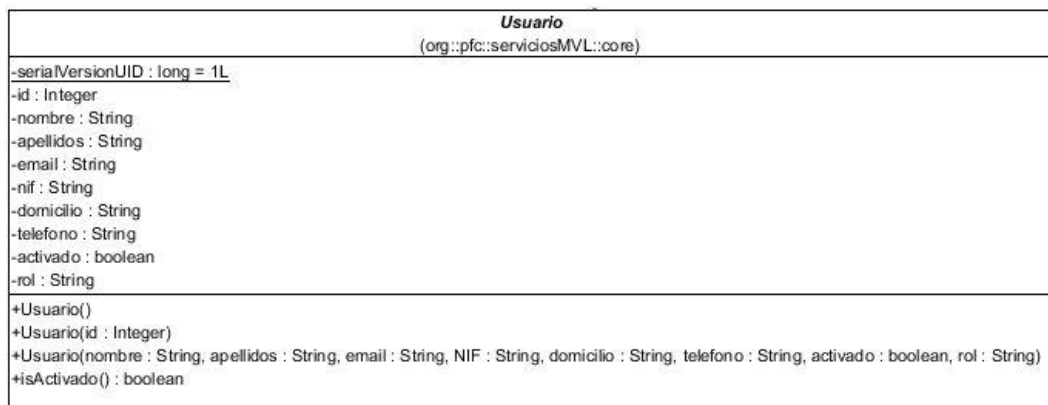 Usuario
(org::pfc::serviciosMVL::core)
-serialVersionUID : long = 1L
-id : Integer
-nombre : String
-apellidos : String
-email : String
-nif : String
-domicilio : String
-telefono : String
-activado : boolean
-rol : String
+Usuario()
+Usuario(id : Integer)
+Usuario(nombre : String, apellidos : String, email : String, NIF : String, domicilio : String, telefono : String, activado : boolean, rol : String)
+isActivado() : boolean